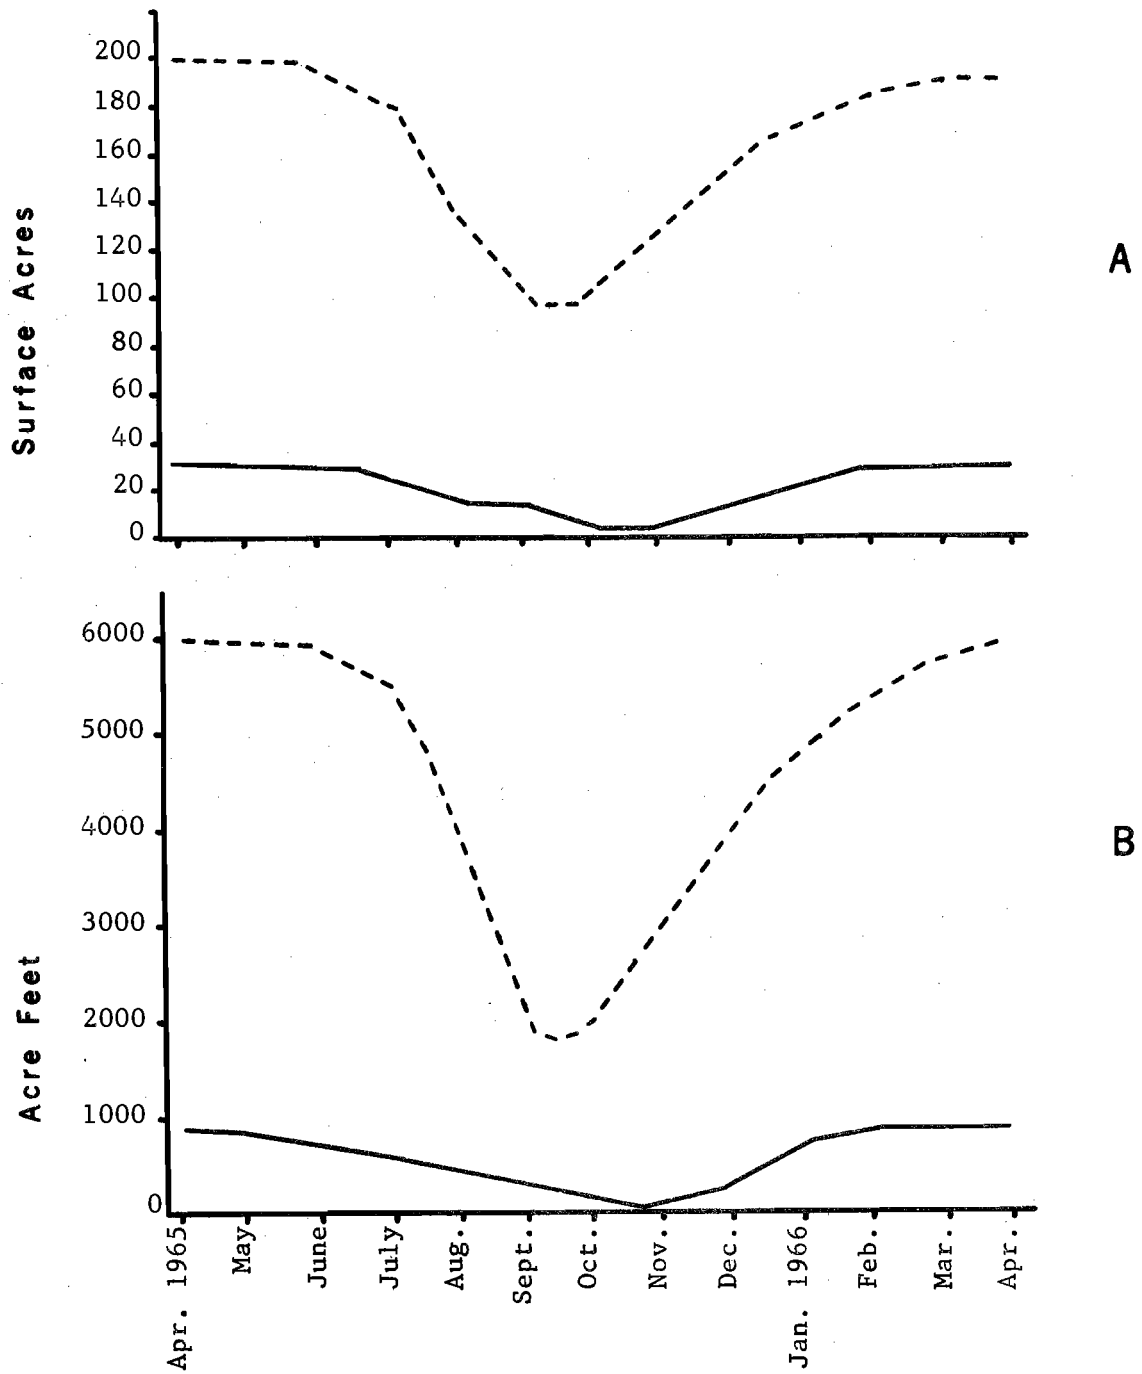 Surface Acres
200
180
160
140
120
100
80
60
40
20
0
A
Acre Feet
6000
5000
4000
3000
2000
1000
0
B
Apr. 1965
May
June
July
Aug.
Sept.
Oct.
Nov.
Dec.
Jan. 1966
Feb.
Mar.
Apr.